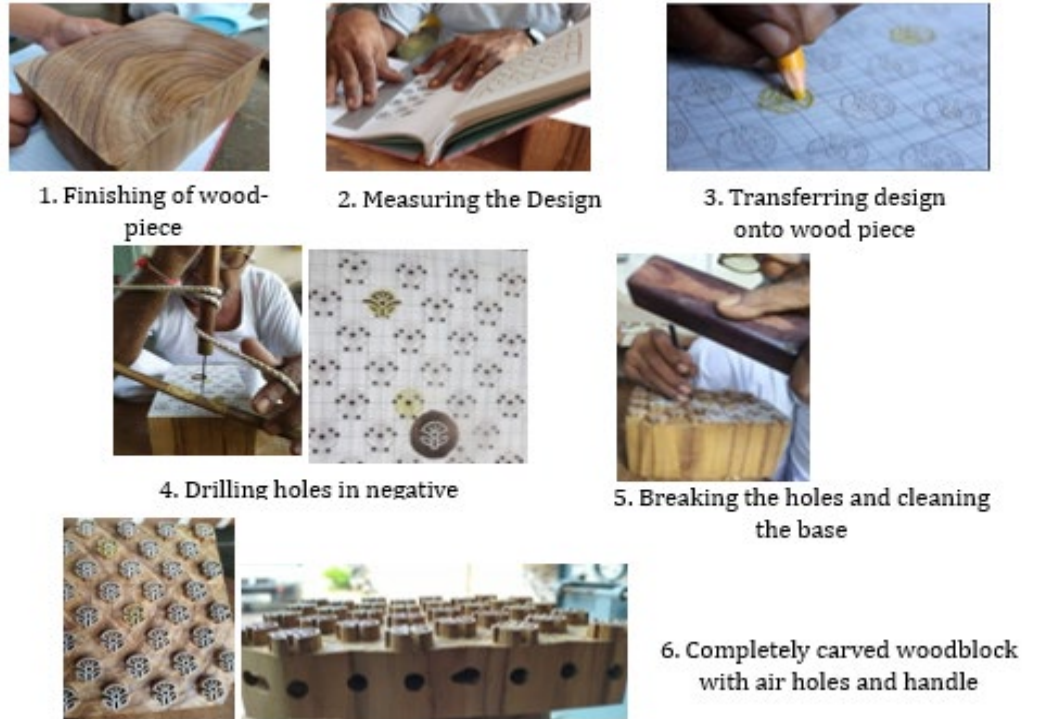 1. Finishing of wood-
piece
2. Measuring the Design
3. Transferring design
onto wood piece
4. Drilling holes in negative
5. Breaking the holes and cleaning
the base
6. Completely carved woodblock
with air holes and handle